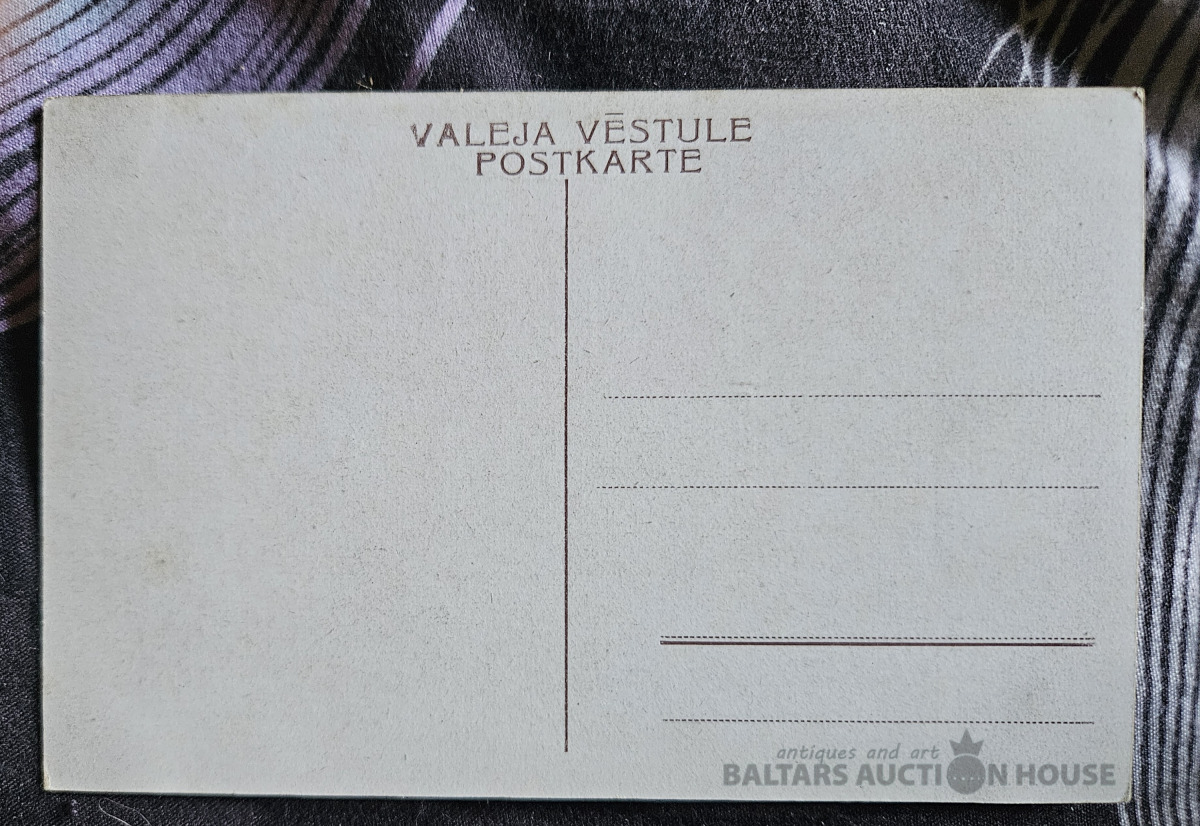 VALEJA VĒSTULE
POSTKARTE
antiques and art
BALTARS AUCTION HOUSE